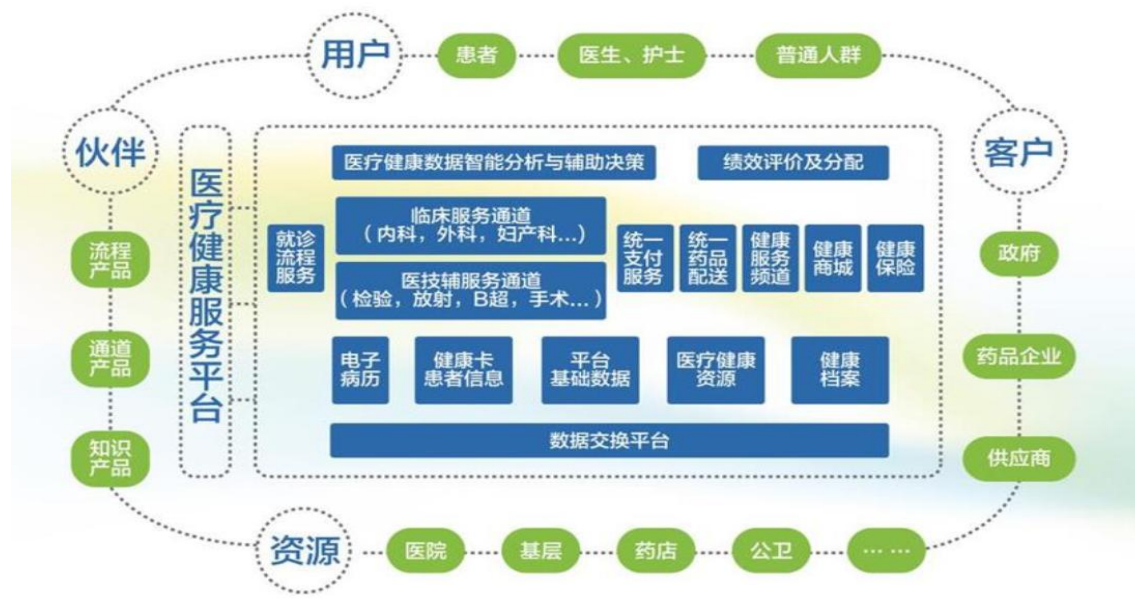 用户
患者
医生、护士
普通人群
伙伴
流程
产品
通道
产品
知识
产品
医疗健康服务平台
医疗健康数据智能分析与辅助决策
绩效评价及分配
就诊
流程
服务
临床服务通道
（内科，外科，妇产科...）
医技辅服务通道
（检验，放射，B超，手术...）
统一
支付
服务
统一
药品
配送
健康
服务
频道
健康
商城
健康
保险
电子
病历
健康卡
患者信息
平台
基础数据
医疗健康
资源
健康
档案
数据交换平台
客户
政府
药品企业
供应商
资源
医院
基层
药店
公卫
... ...